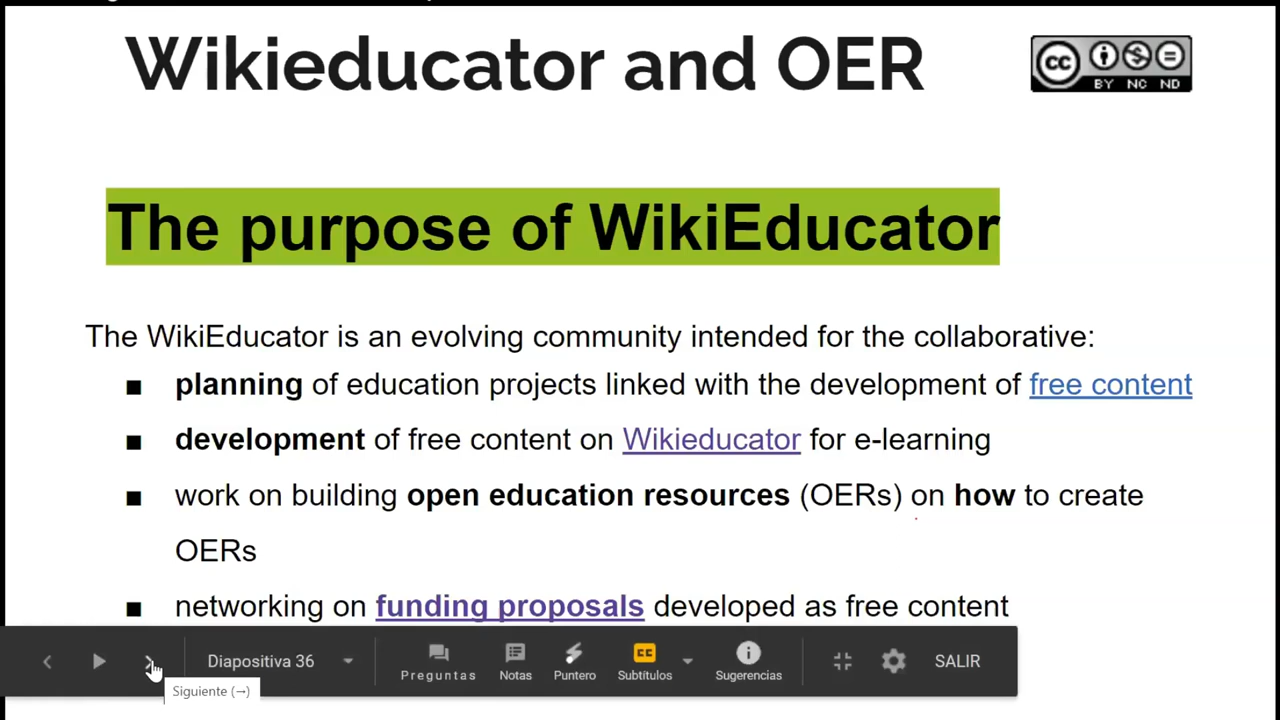 Wikieducator and OER
cc
BY NC ND
The purpose of WikiEducator
The WikiEducator is an evolving community intended for the collaborative:
■ planning of education projects linked with the development of free content
■ development of free content on Wikieducator for e-learning
■ work on building open education resources (OERs) on how to create
OERs
■ networking on funding proposals developed as free content
Diapositiva 36
Preguntas
Notas
Puntero
CC
Subtítulos
Sugerencias
SALIR
Siguiente (→)